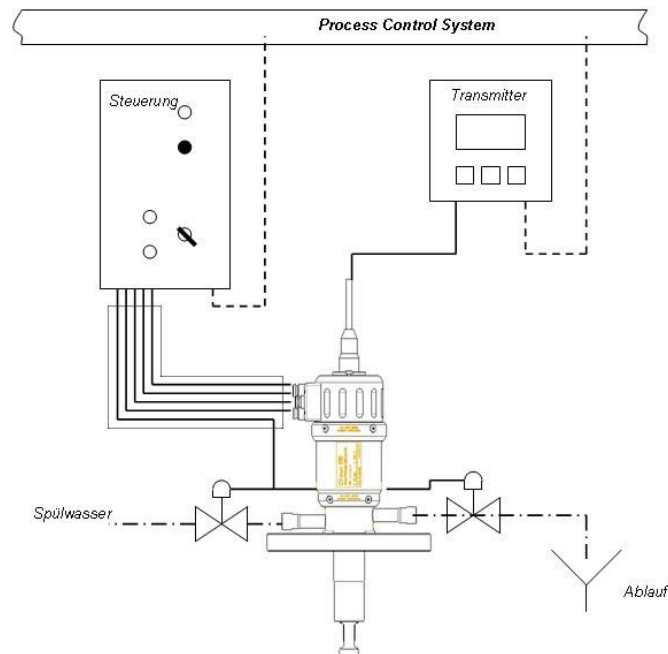 Process Control System
Steuerung
Transmitter
Spülwasser
Ablauf